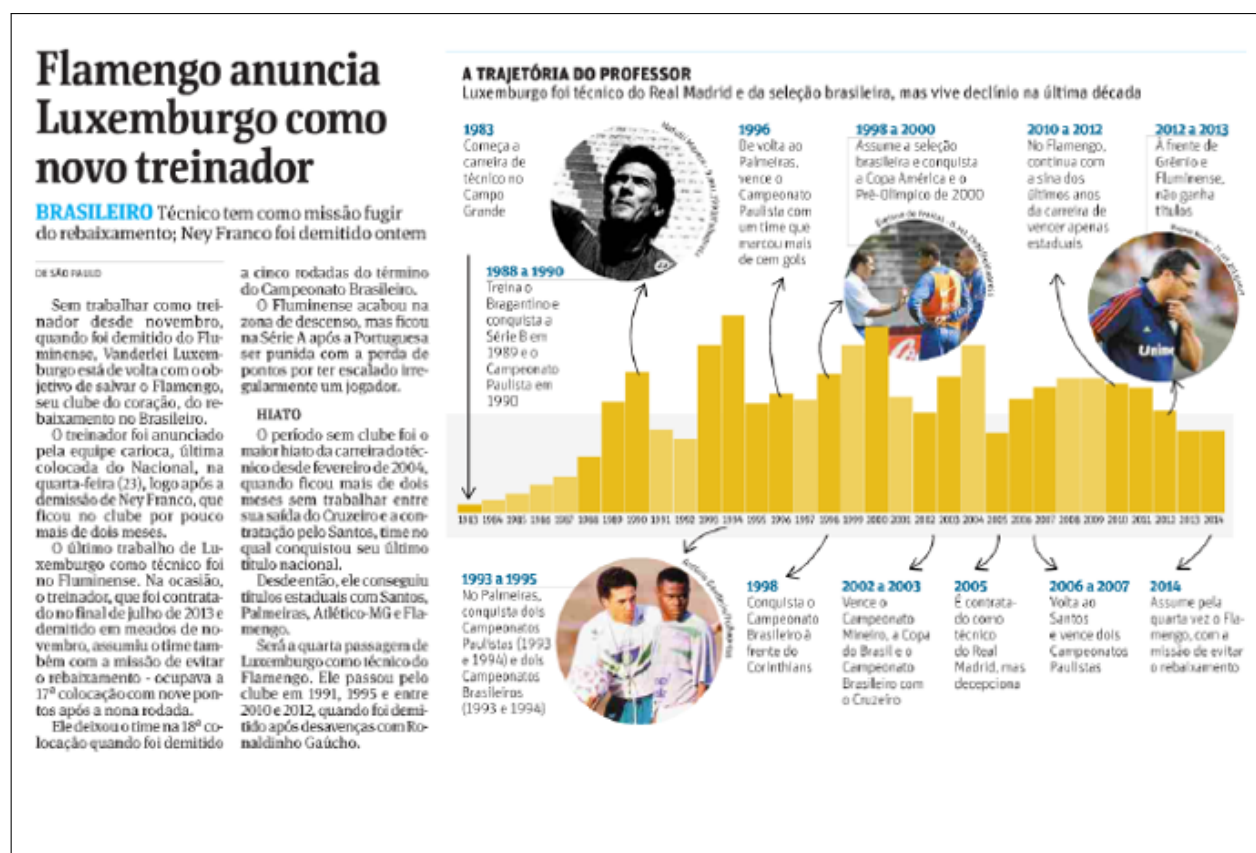 Flamengo anuncia
Luxemburgo como
novo treinador
BRASILEIRO Técnico tem como missão fugir
do rebaixamento; Ney Franco foi demitido ontem
DE SÃO PAULO
Sem trabalhar como trei-
nador desde novembro,
quando foi demitido do Flu-
minense, Vanderlei Luxem-
burgo está de volta com o ob-
jetivo de salvar o Flamengo,
seu clube do coração, do re-
baixamento no Brasileiro.
O treinador foi anunciado
pela equipe carioca, última
colocada do Nacional, na
quarta-feira (23), logo após a
demissão de Ney Franco, que
ficou no clube por pouco
mais de dois meses.
O último trabalho de Lu-
xemburgo como técnico foi
no Fluminense. Na ocasião,
o treinador, que foi contrata-
do no final de julho de 2013 e
demitido em meados de no-
vembro, assumiu o time tam-
bém com a missão de evitar
o rebaixamento - ocupava a
17ª colocação com nove pon-
tos após a nona rodada.
Ele deixou o time na 18ª co-
locação quando foi demitido
a cinco rodadas do término
do Campeonato Brasileiro.
O Fluminense acabou na
zona de descenso, mas ficou
na Série A após a Portuguesa
ser punida com a perda de
pontos por ter escalado irre-
gularmente um jogador.
HIATO
O período sem clube foi o
maior hiato da carreira do téc-
nico desde fevereiro de 2004,
quando ficou mais de dois
meses sem trabalhar entre
sua saída do Cruzeiro e a con-
tratação pelo Santos, time no
qual conquistou seu último
título nacional.
Desde então, ele conseguiu
títulos estaduais com Santos,
Palmeiras, Atlético-MG e Fla-
mengo.
Será a quarta passagem de
Luxemburgo como técnico do
Flamengo. Ele passou pelo
clube em 1991, 1995 e entre
2010 e 2012, quando foi demi-
tido após desavenças com Ro-
naldinho Gaúcho.
A TRAJETÓRIA DO PROFESSOR
Luxemburgo foi técnico do Real Madrid e da seleção brasileira, mas vive declínio na última década
1983
Começa a
carreira de
técnico no
Campo
Grande
1988 a 1990
Treina o
Bragantino e
conquista a
Série B em
1989 e o
Campeonato
Paulista em
1990
1996
De volta ao
Palmeiras,
vence o
Campeonato
Paulista com
um time que
marcou mais
de cem gols
1998 a 2000
Assume a seleção
brasileira e conquista
a Copa América e o
Pré-Olímpico de 2000
2010 a 2012
No Flamengo,
continua com
a sina dos
últimos anos
da carreira de
vencer apenas
estaduais
2012 a 2013
À frente de
Grêmio e
Fluminense,
não ganha
títulos
Unime
1983 1984 1985 1986 1987 1988 1989 1990 1991 1992 1993 1994 1995 1996 1997 1998 1999 2000 2001 2002 2003 2004 2005 2006 2007 2008 2009 2010 2011 2012 2013 2014
1993 a 1995
No Palmeiras,
conquista dois
Campeonatos
Paulistas (1993
e 1994) e dois
Campeonatos
Brasileiros
(1993 e 1994)
1998
Conquista o
Campeonato
Brasileiro à
frente do
Corinthians
2002 a 2003
Vence o
Campeonato
Mineiro, a Copa
do Brasil e o
Campeonato
Brasileiro com
o Cruzeiro
2005
É contrata-
do como
técnico
do Real
Madrid, mas
decepciona
2006 a 2007
Volta ao
Santos
e vence dois
Campeonatos
Paulistas
2014
Assume pela
quarta vez o Fla-
mengo, com a
missão de evitar
o rebaixamento